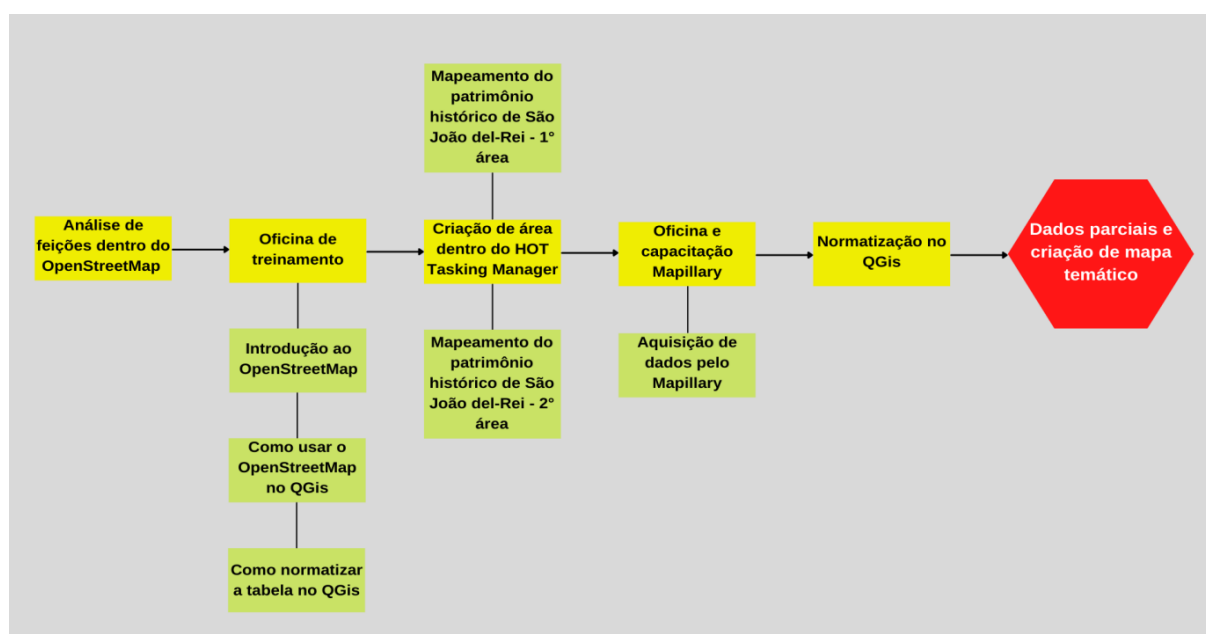 Mapeamento do
patrimônio
histórico de São
João del-Rei - 1°
área
Análise de
feições dentro do
OpenStreetMap
Oficina de
treinamento
Criação de área
dentro do HOT
Tasking Manager
Oficina e
capacitação
Mapillary
Normatização no
QGis
Dados parciais e
criação de mapa
temático
Introdução ao
OpenStreetMap
Como usar o
OpenStreetMap
no QGis
Como normatizar
a tabela no QGis
Mapeamento do
patrimônio
histórico de São
João del-Rei - 2°
área
Aquisição de
dados pelo
Mapillary